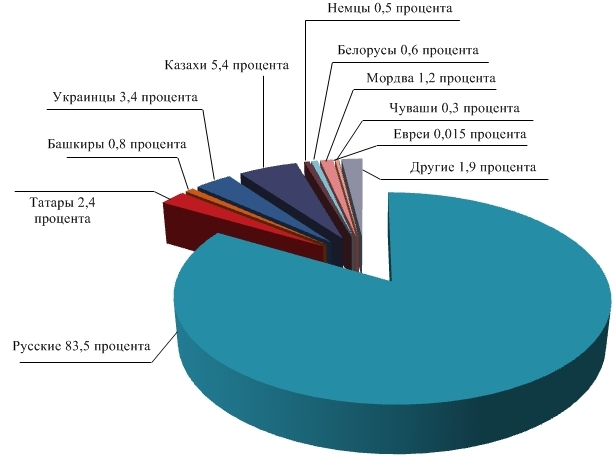 Немцы 0,5 процента
Белорусы 0,6 процента
Казахи 5,4 процента
Мордва 1,2 процента
Украинцы 3,4 процента
Чуваши 0,3 процента
Евреи 0,015 процента
Башкиры 0,8 процента
Другие 1,9 процента
Татары 2,4
процента
Русские 83,5 процента